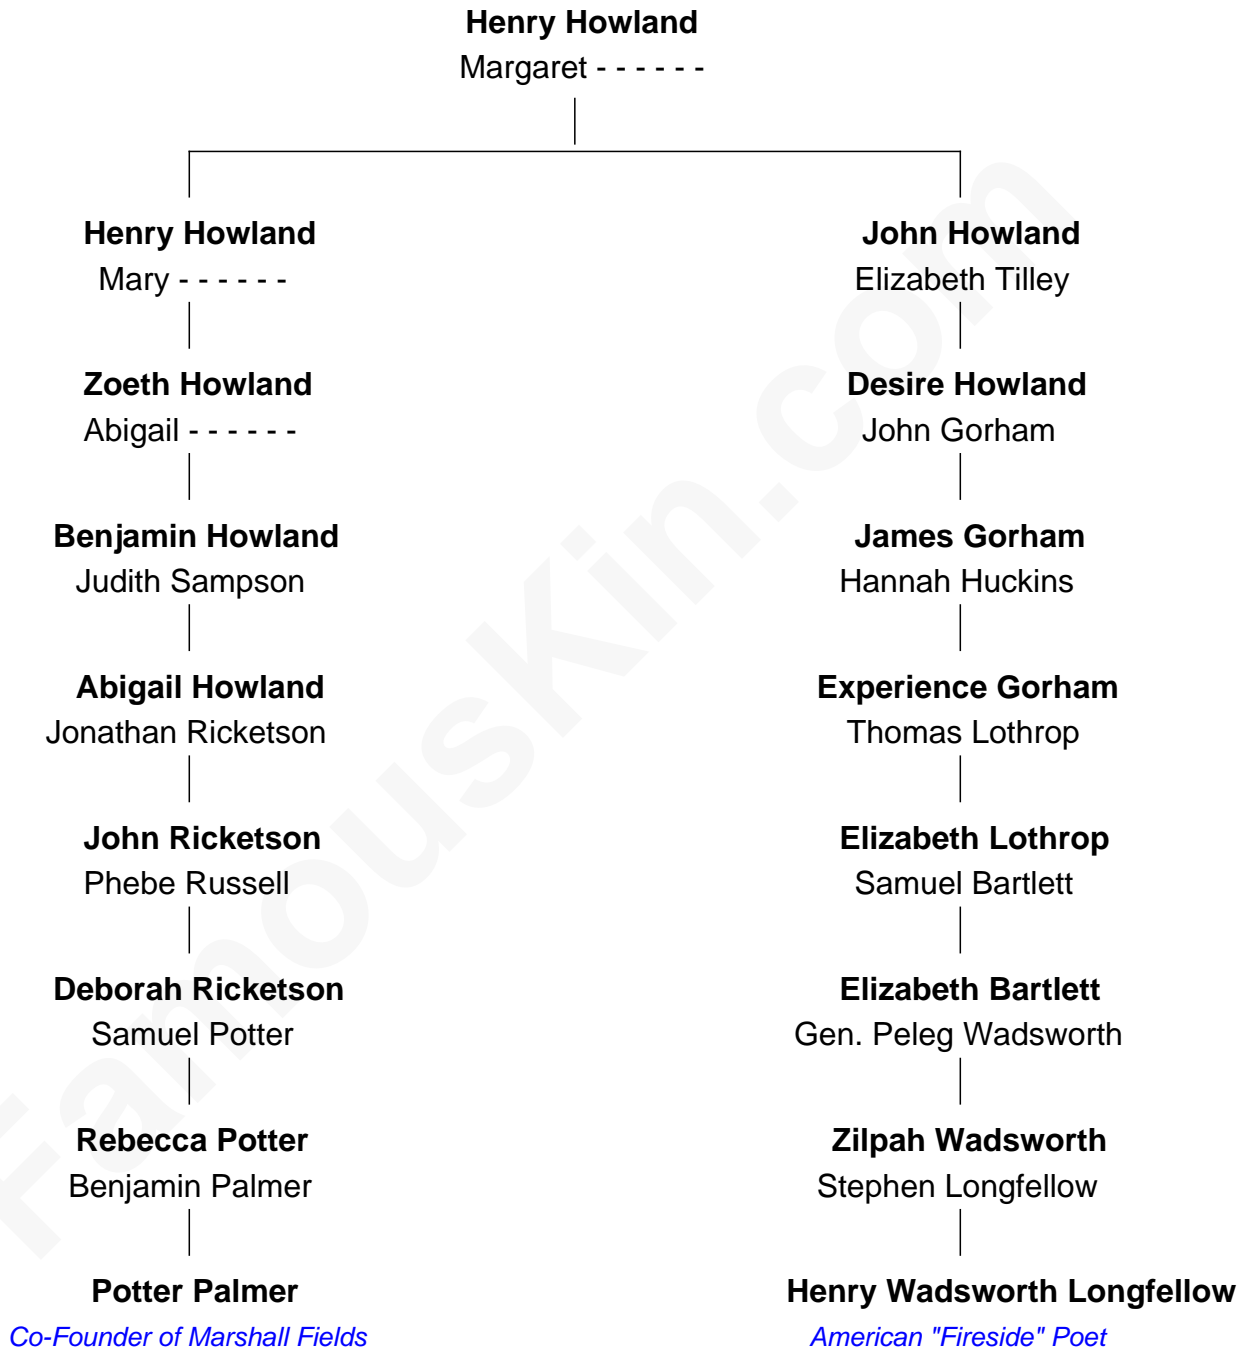 Henry Howland
Margaret - - - - - -
Henry Howland
Mary - - - - - -
Zoeth Howland
Abigail - - - - - -
Benjamin Howland
Judith Sampson
Abigail Howland
Jonathan Ricketson
John Ricketson
Phebe Russell
Deborah Ricketson
Samuel Potter
Rebecca Potter
Benjamin Palmer
Potter Palmer
Co-Founder of Marshall Fields
John Howland
Elizabeth Tilley
Desire Howland
John Gorham
James Gorham
Hannah Huckins
Experience Gorham
Thomas Lothrop
Elizabeth Lothrop
Samuel Bartlett
Elizabeth Bartlett
Gen. Peleg Wadsworth
Zilpah Wadsworth
Stephen Longfellow
Henry Wadsworth Longfellow
American "Fireside" Poet
FamousKin.com